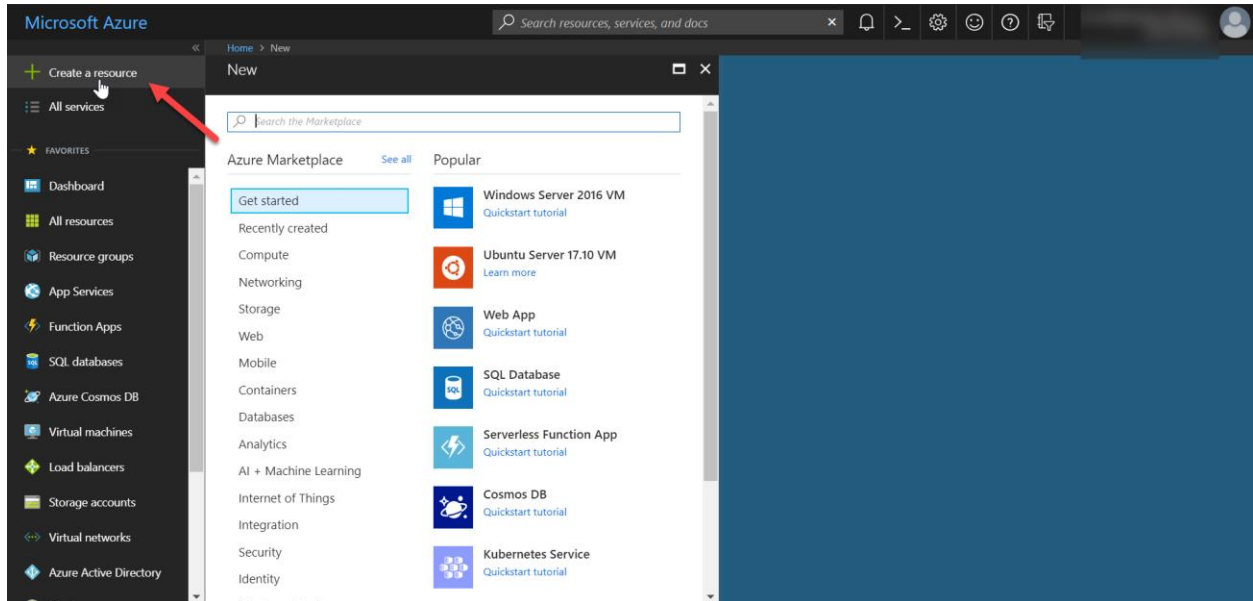 Microsoft Azure
Search resources, services, and docs
Home > New
Create a resource
All services
FAVORITES
Dashboard
All resources
Resource groups
App Services
Function Apps
SQL databases
Azure Cosmos DB
Virtual machines
Load balancers
Storage accounts
Virtual networks
Azure Active Directory
New
Search the Marketplace
Azure Marketplace See all
Get started
Recently created
Compute
Networking
Storage
Web
Mobile
Containers
Databases
Analytics
AI + Machine Learning
Internet of Things
Integration
Security
Identity
Popular
Windows Server 2016 VM
Quickstart tutorial
Ubuntu Server 17.10 VM
Learn more
Web App
Quickstart tutorial
SQL Database
Quickstart tutorial
Serverless Function App
Quickstart tutorial
Cosmos DB
Quickstart tutorial
Kubernetes Service
Quickstart tutorial